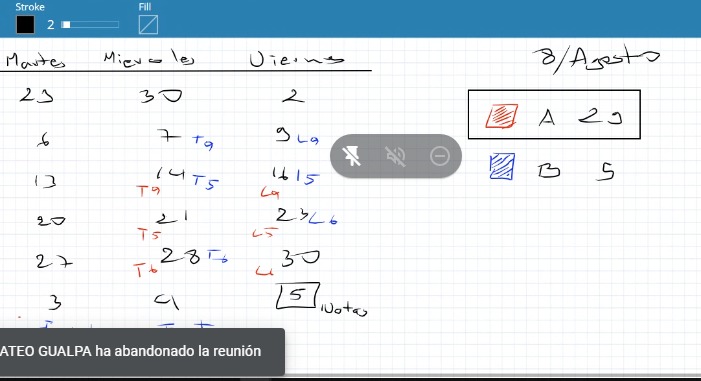 Stroke Fill
2
Martes Miercoles Viernes 8/Agosto
23 30 2 A 29
6 7 T9 9 L9
13 14 T5 16 L5 B 5
T9 L9
20 21 23 L6
T5 L5
27 28 T6 30
T6 L6
3 4 5 Notas
ATEO GUALPA ha abandonado la reunión